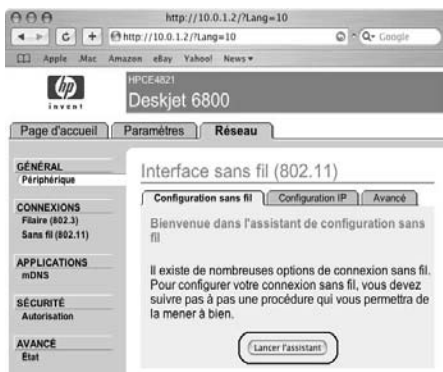 http://10.0.1.2/?Lang=10
http://10.0.1.2/?Lang=10
Google
Apple .Mac Amazon eBay Yahoo! News
hp
invent
HPCE4821
Deskjet 6800
Page d'accueil Paramètres Réseau
GÉNÉRAL
Périphérique
CONNEXIONS
Filaire (802.3)
Sans fil (802.11)
APPLICATIONS
mDNS
SÉCURITÉ
Autorisation
AVANCÉ
État
Interface sans fil (802.11)
Configuration sans fil Configuration IP Avancé
Bienvenue dans l'assistant de configuration sans
fil
Il existe de nombreuses options de connexion sans fil.
Pour configurer votre connexion sans fil, vous devez
suivre pas à pas une procédure qui vous permettra de
la mener à bien.
Lancer l'assistant